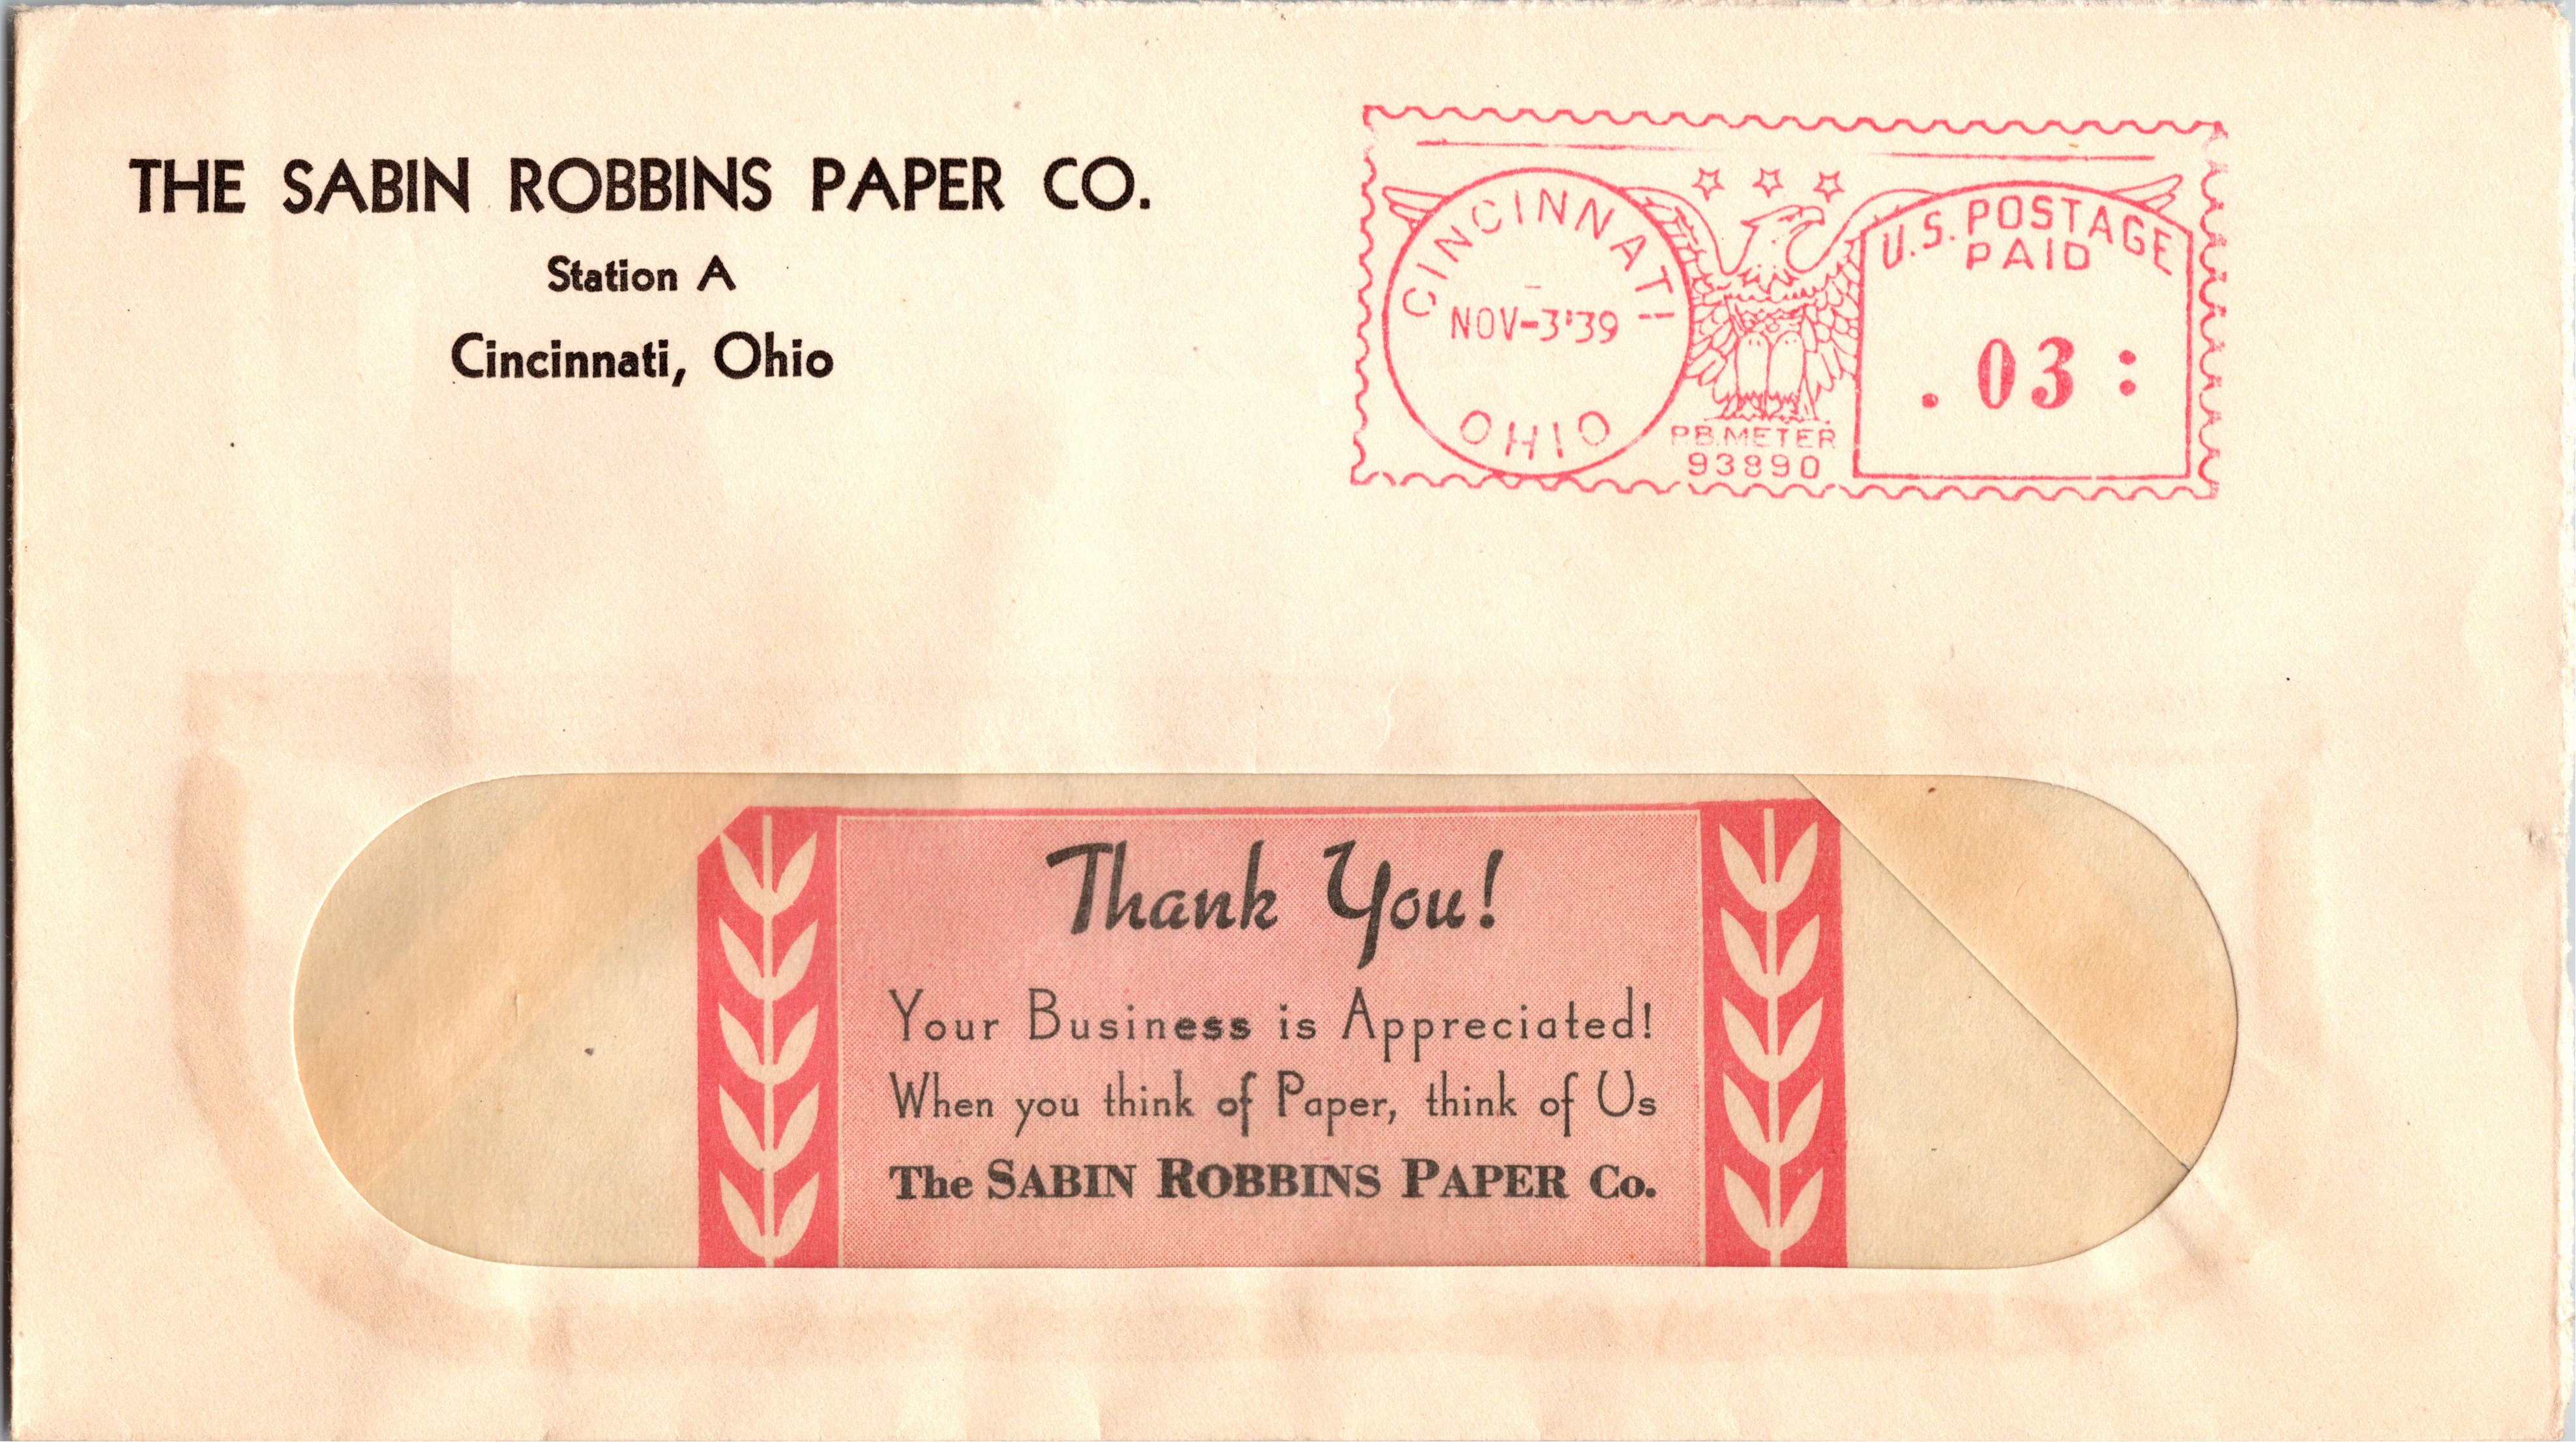 THE SABIN ROBBINS PAPER CO.
Station A
Cincinnati, Ohio
CINCINNATI
NOV-3'39
OHIO
P.B. METER
93890
U.S. POSTAGE
PAID
.03:
Thank You!
Your Business is Appreciated!
When you think of Paper, think of Us
The SABIN ROBBINS PAPER Co.